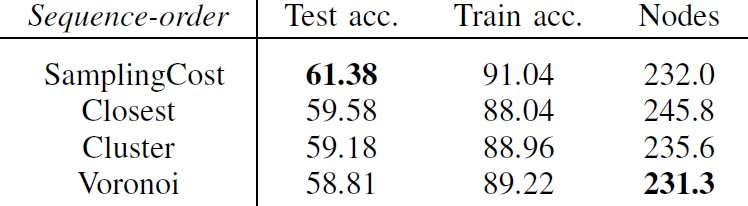 Sequence-order Test acc. Train acc. Nodes
SamplingCost 61.38 91.04 232.0
Closest 59.58 88.04 245.8
Cluster 59.18 88.96 235.6
Voronoi 58.81 89.22 231.3